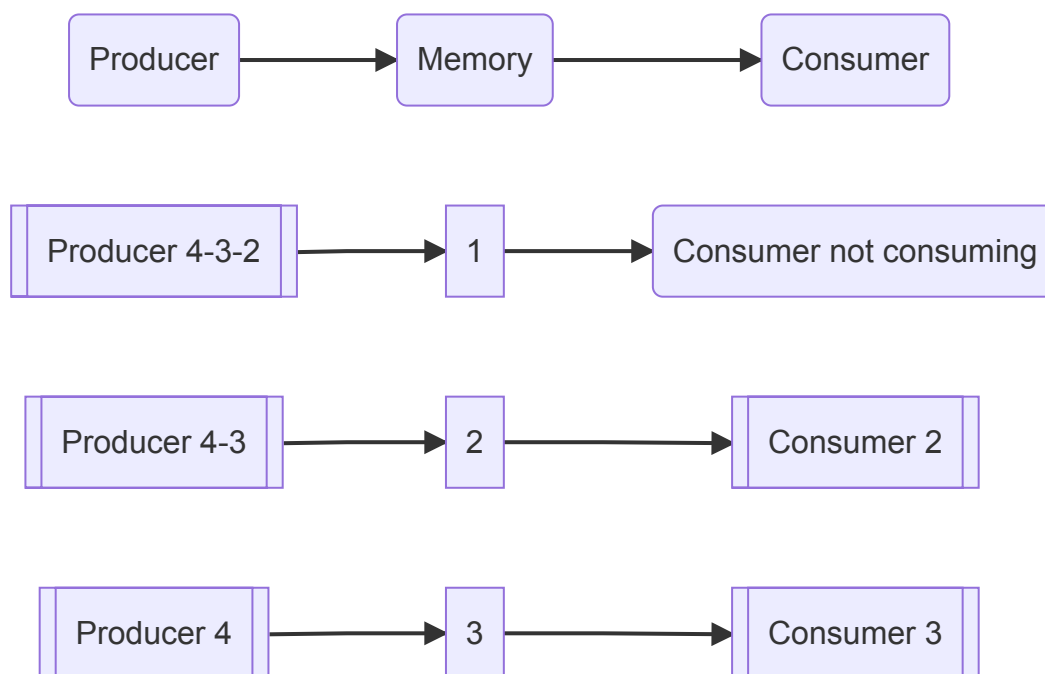 Producer
Memory
Consumer
Producer 4-3-2
1
Consumer not consuming
Producer 4-3
2
Consumer 2
Producer 4
3
Consumer 3